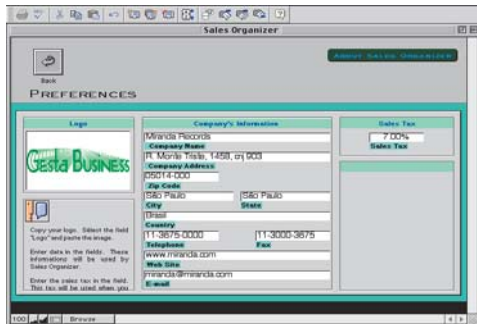 Sales Organizer
About Sales Organizer
Back
PREFERENCES
Logo
Gesta Business
Copy your logo. Select the field
"Logo" and paste the image.
Enter data in the fields. These
informations will be used by
Sales Organizer.
Enter the sales tax in the field.
This tax will be used when you
Company's Information
Miranda Records
Company Name
R. Monte Triste, 1458, cnj 903
Company Address
05014-000
Zip Code
São Paulo São Paulo
City State
Brasil
Country
11-3675-0000 11-3000-3675
Telephone Fax
www.miranda.com
Web Site
miranda@miranda.com
E-mail
Sales Tax
7.00%
Sales Tax
100 Browse